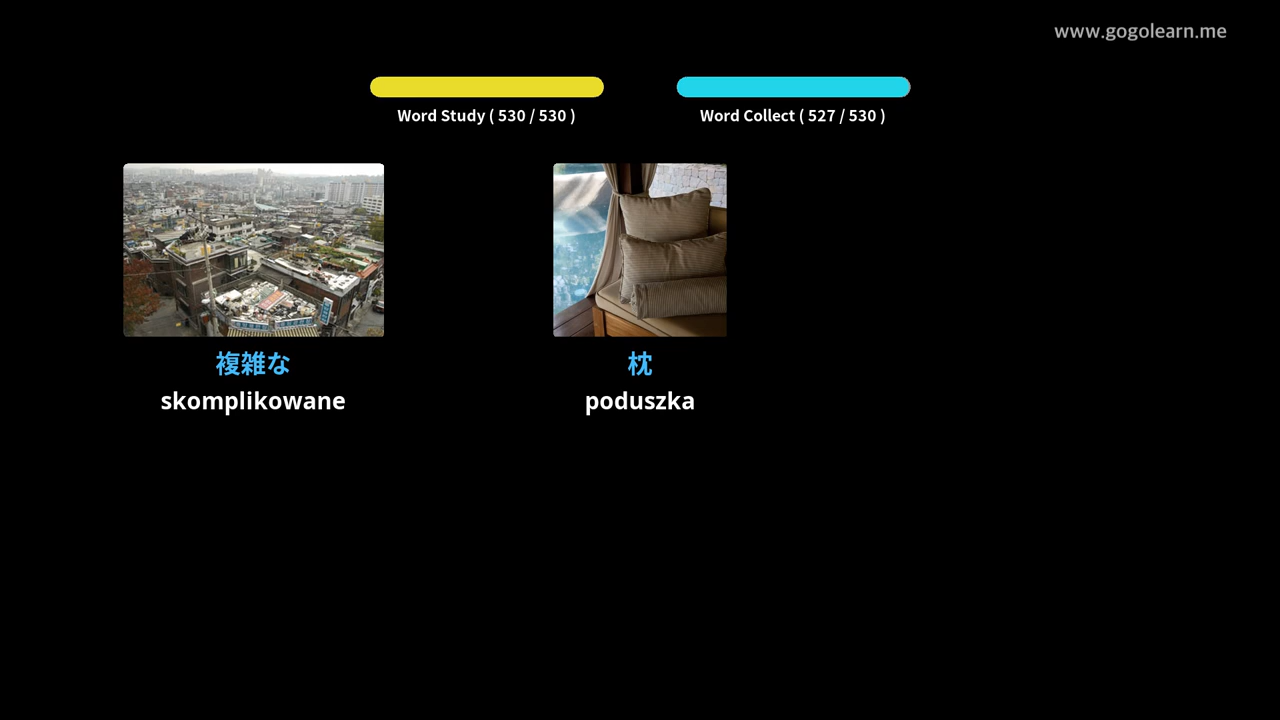 www.gogolearn.me
Word Study ( 530 / 530 )
Word Collect ( 527 / 530 )
複雑な
skomplikowane
枕
poduszka